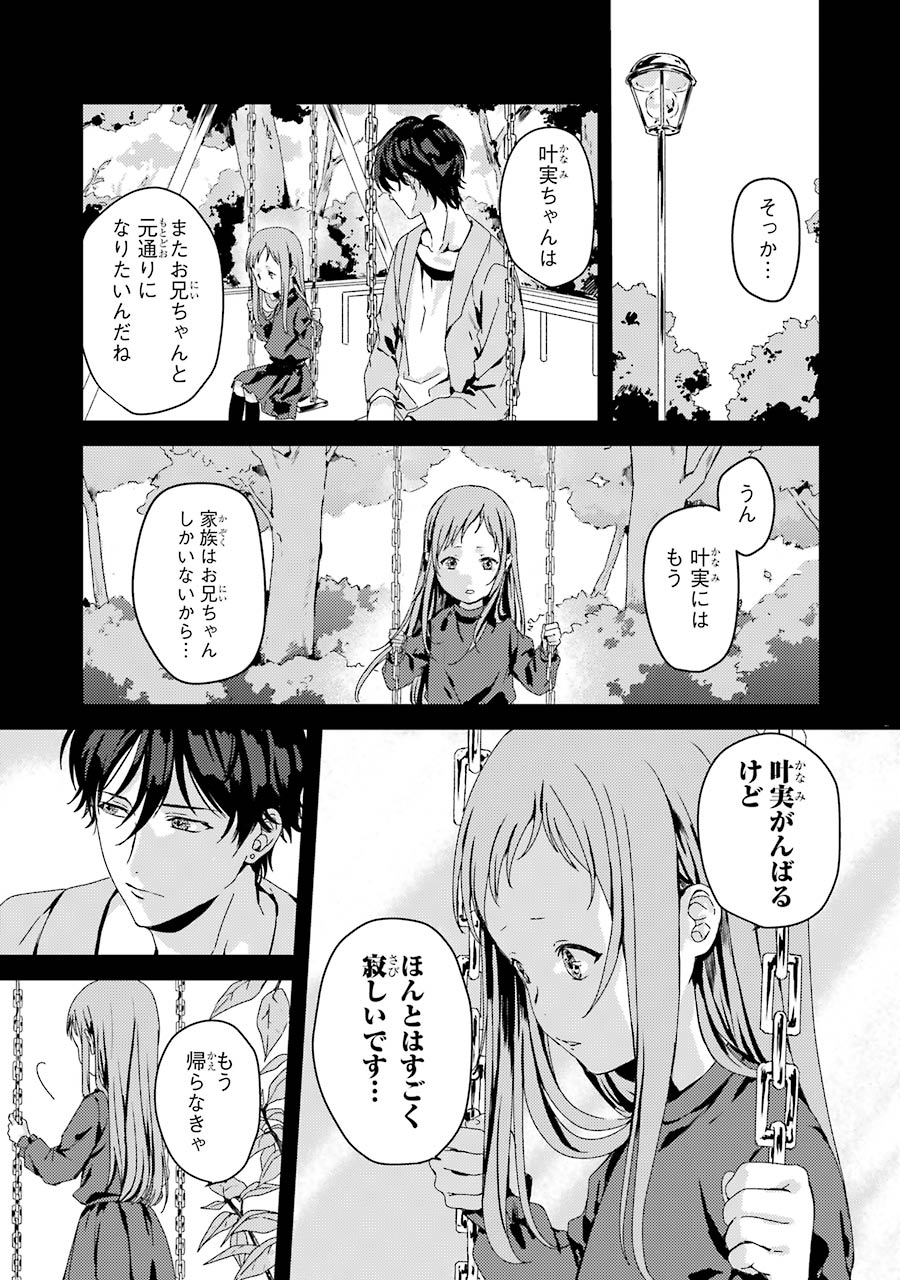 そっか…
叶実ちゃんは
またお兄ちゃんと
元通りに
なりたいんだね
うん
叶実には
もう
家族はお兄ちゃん
しかいないから…
叶実がんばる
けど
ほんとはすごく
寂しいです…
もう
帰らなきゃ